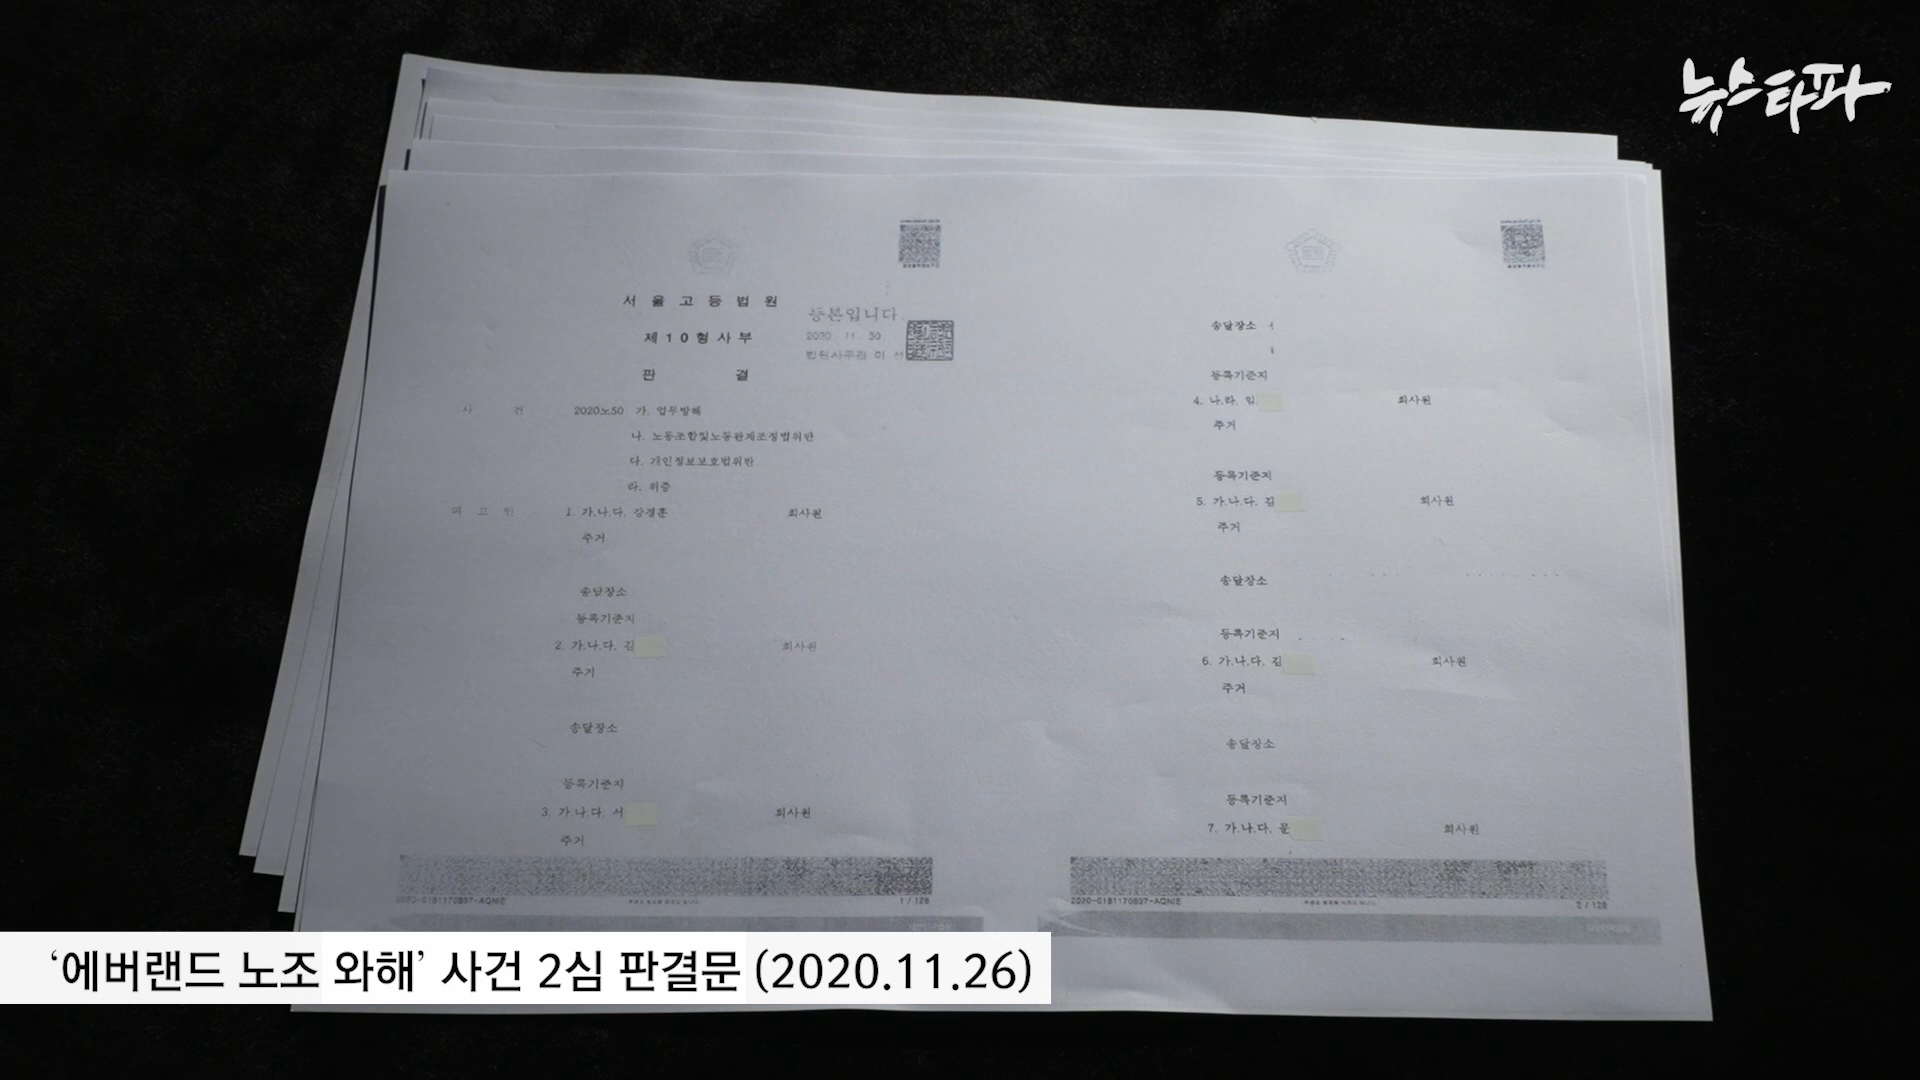 뉴스타파
서울고등법원
등본입니다.
제10형사부
2020. 11. 30.
법원사무관 이 선
판 결
사 건 2020노50 가. 업무방해
나. 노동조합및노동관계조정법위반
다. 개인정보보호법위반
라. 위증
피 고 인 1. 가.나.다. 강경훈 회사원
주거
송달장소
등록기준지
2. 가.나.다. 김 회사원
주거
송달장소
등록기준지
3. 가.나.다. 서 회사원
주거
1 / 128
송달장소
등록기준지
4. 나.라. 임 회사원
주거
등록기준지
5. 가.나.다. 김 회사원
주거
송달장소
등록기준지
6. 가.나.다. 김 회사원
주거
송달장소
등록기준지
7. 가.나.다. 문 회사원
2 / 128
‘에버랜드 노조 와해’ 사건 2심 판결문 (2020.11.26)